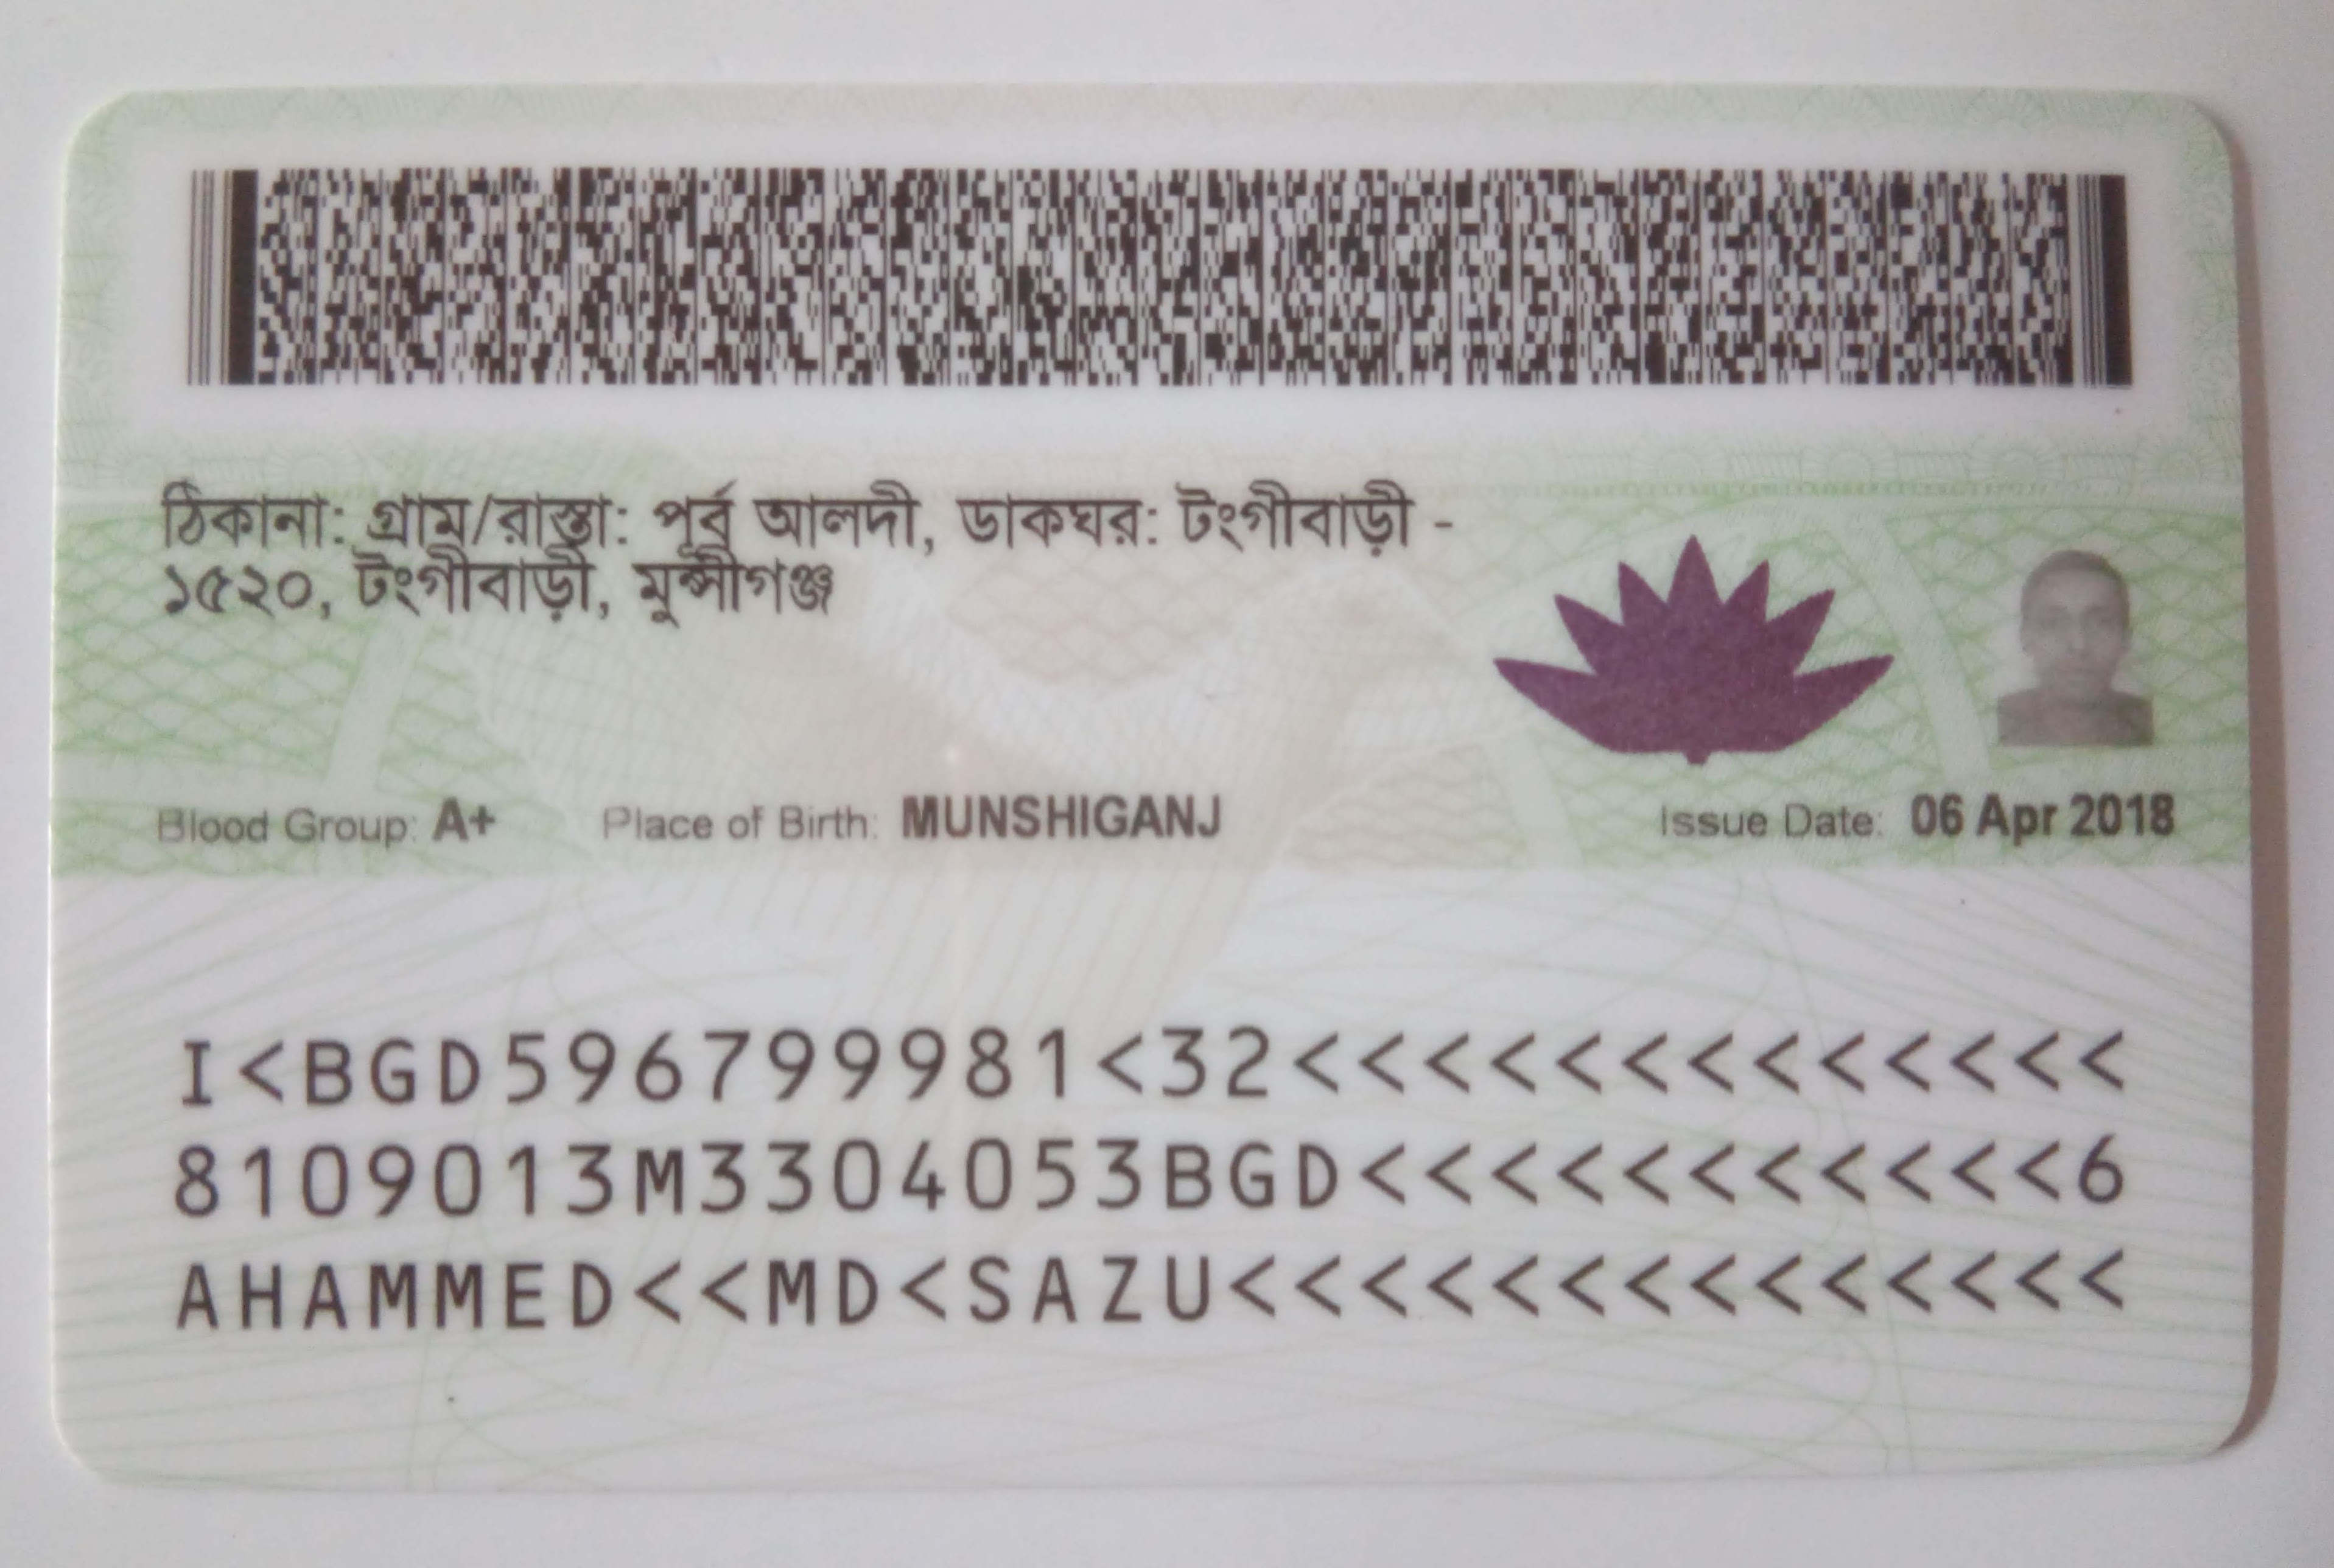 ঠিকানা: গ্রাম/রাস্তা: পূর্ব আলদী, ডাকঘর: টংগীবাড়ী -
১৫২০, টংগীবাড়ী, মুন্সীগঞ্জ
Blood Group: A+ Place of Birth: MUNSHIGANJ Issue Date: 06 Apr 2018
I<BGD596799981<32<<<<<<<<<<<<<
8109013M3304053BGD<<<<<<<<<<<6
AHAMMED<<MD<SAZU<<<<<<<<<<<<<<